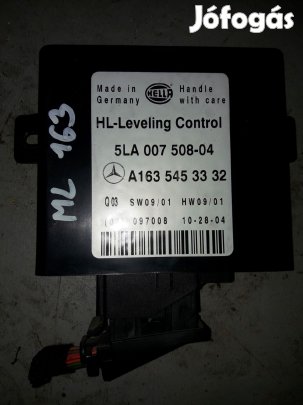 Jófogás
Made in
Germany
HELLA
Handle
with care
HL-Leveling Control
5LA 007 508-04
A163 545 33 32
Q 03 SW09/01 HW09/01
097008 10-28-04
ML 163